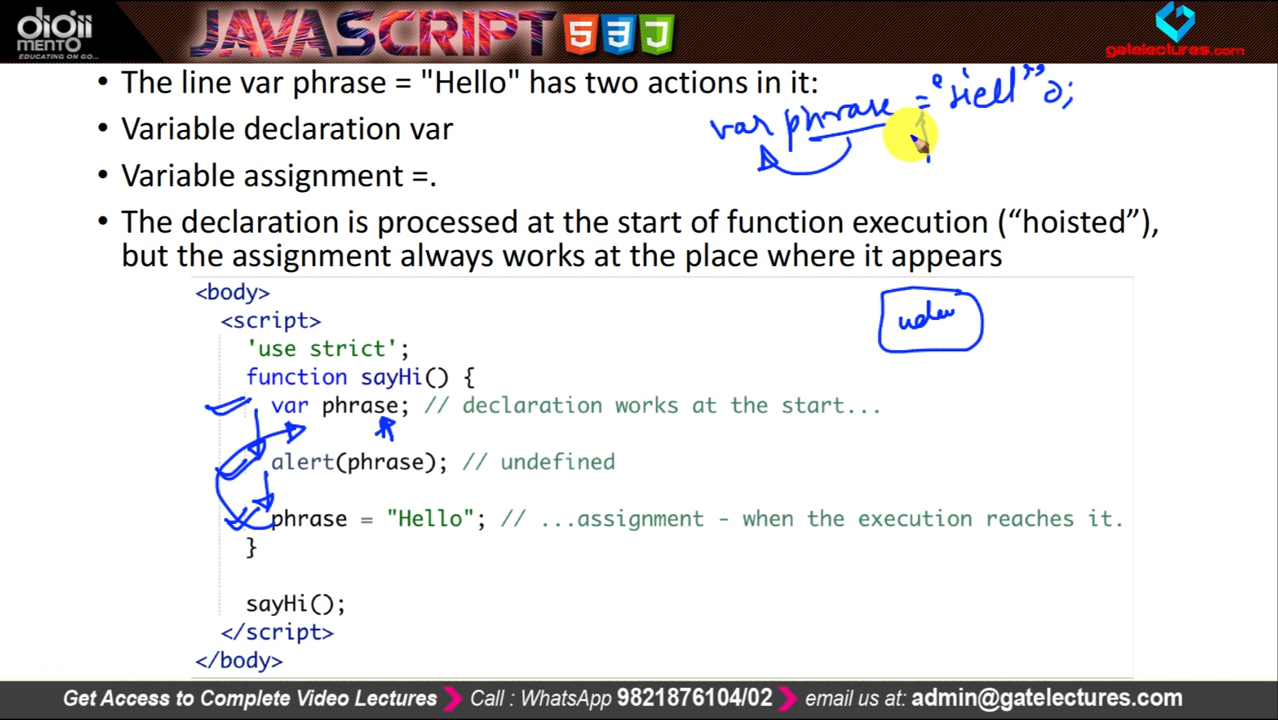 DIGII
MENTO
EDUCATING ON GO...
JAVASCRIPT 5 3 J
gatelectures.com
• The line var phrase = "Hello" has two actions in it:
var phrase = "Hello";
• Variable declaration var
• Variable assignment =.
• The declaration is processed at the start of function execution (“hoisted”),
but the assignment always works at the place where it appears
<body>
<script>
'use strict';
function sayHi() {
var phrase; // declaration works at the start...
alert(phrase); // undefined
phrase = "Hello"; // ...assignment - when the execution reaches it.
}
sayHi();
</script>
</body>
Get Access to Complete Video Lectures Call : WhatsApp 9821876104/02 email us at: admin@gatelectures.com